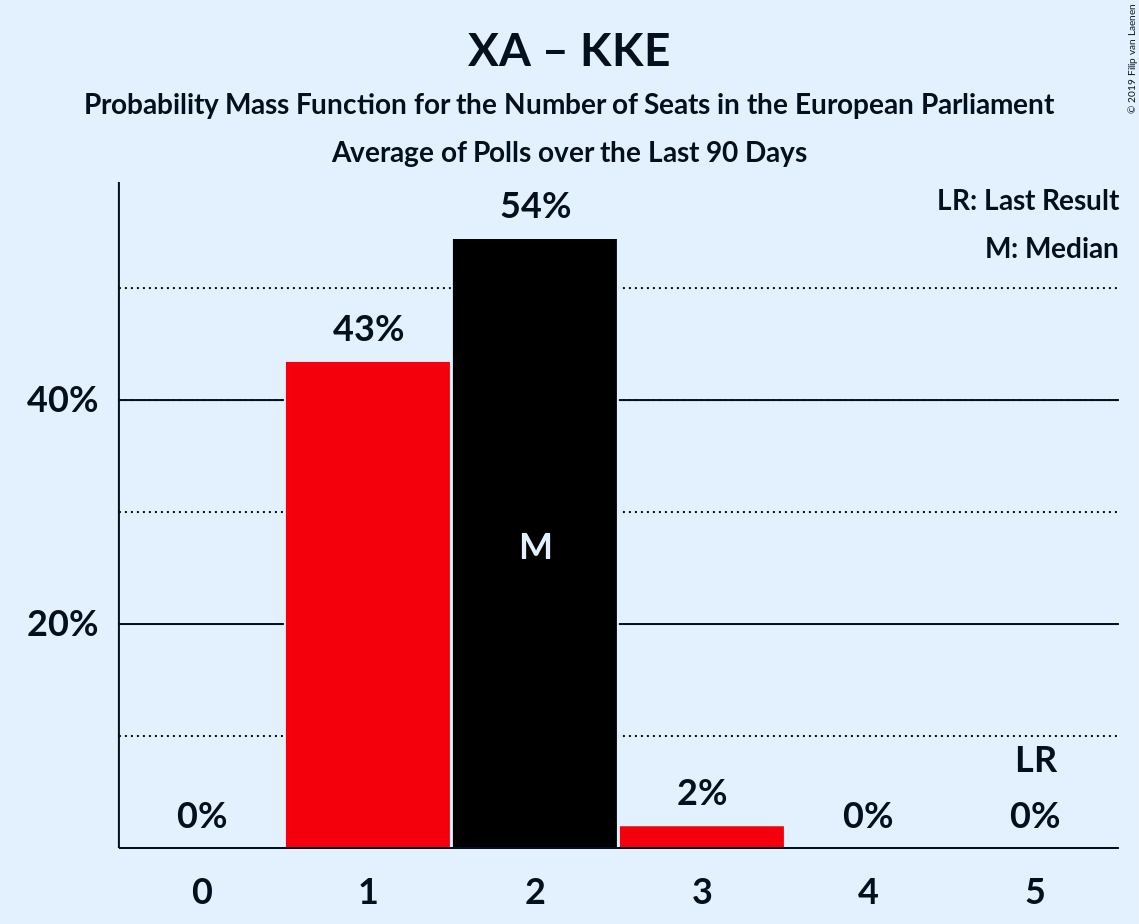 XA – KKE
Probability Mass Function for the Number of Seats in the European Parliament
Average of Polls over the Last 90 Days
© 2019 Filip van Laenen
LR: Last Result
M: Median
54%
43%
40%
M
20%
LR
2%
0%
0%
0%
0
1
2
3
4
5